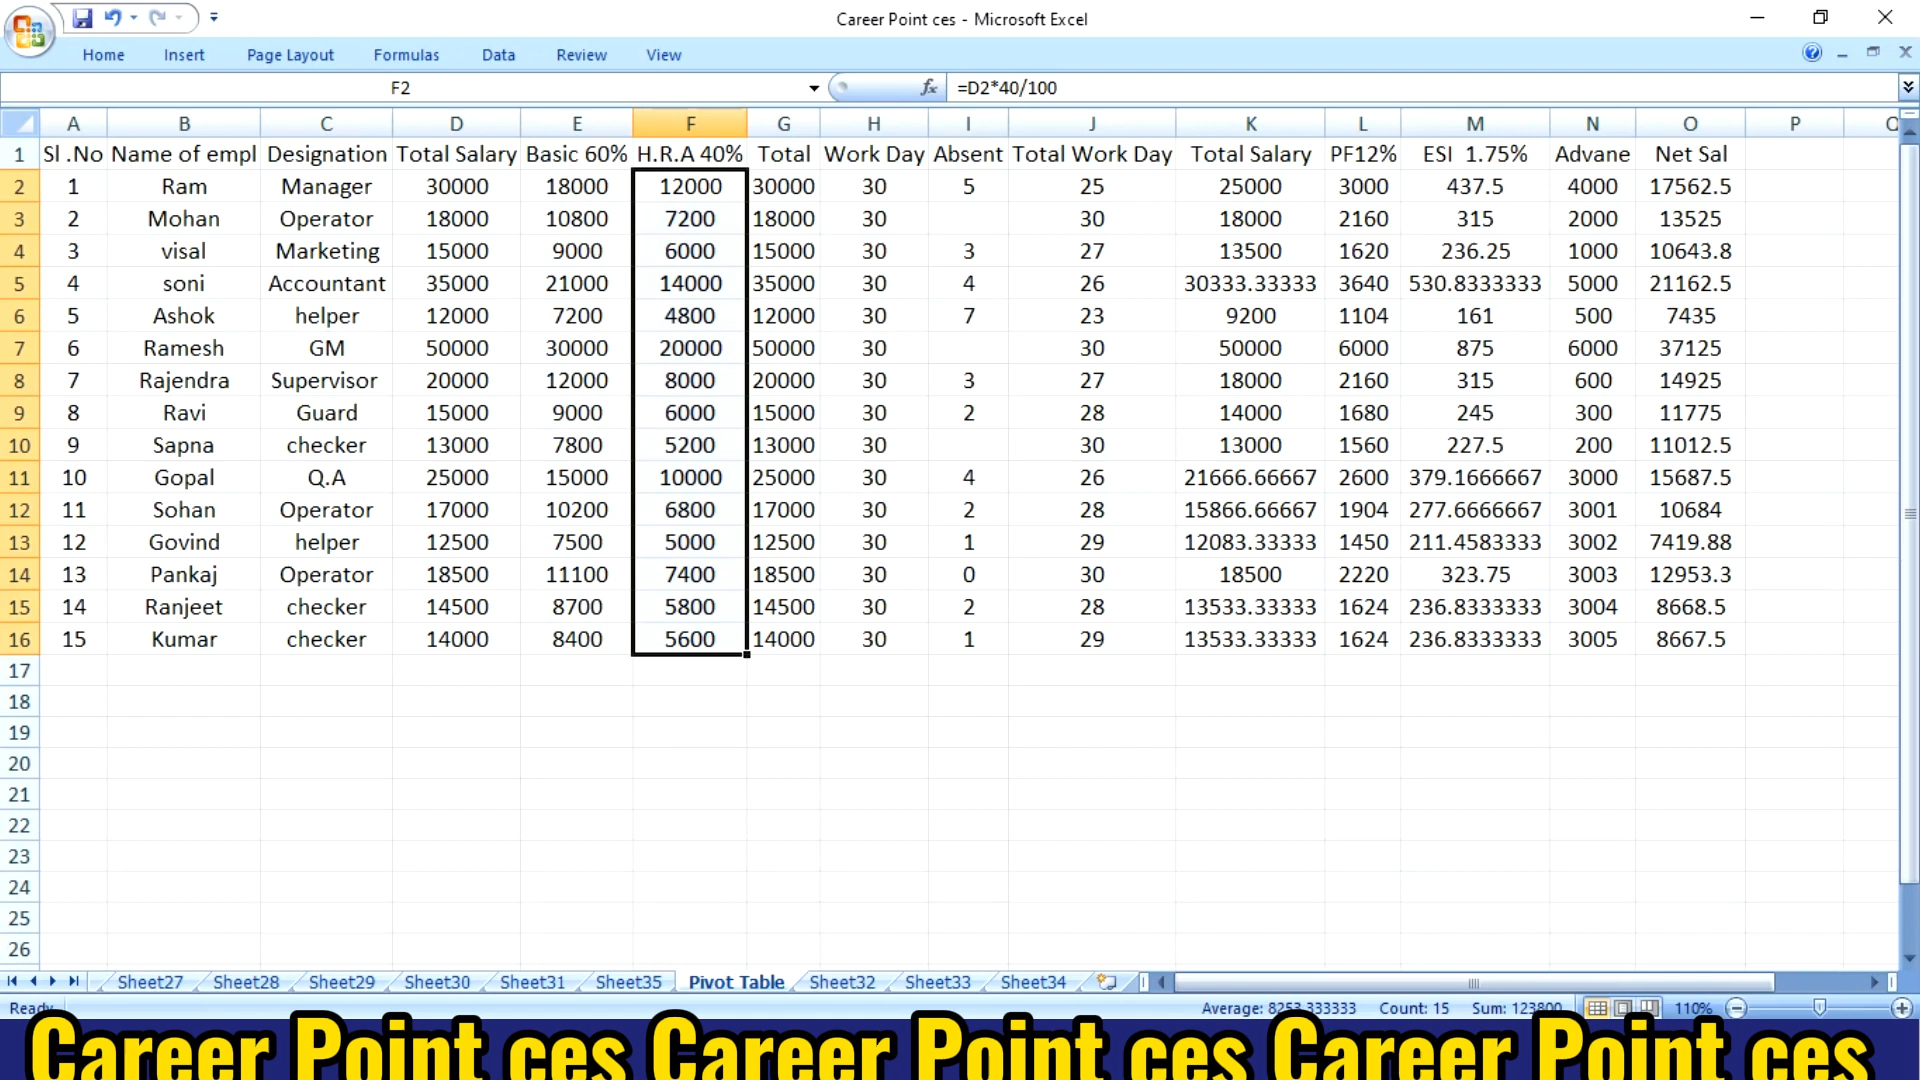 Career Point ces - Microsoft Excel
Home Insert Page Layout Formulas Data Review View
F2 fx =D2*40/100
A B C D E F G H I J K L M N O P
1 Sl .No Name of empl Designation Total Salary Basic 60% H.R.A 40% Total Work Day Absent Total Work Day Total Salary PF12% ESI 1.75% Advane Net Sal
2 1 Ram Manager 30000 18000 12000 30000 30 5 25 25000 3000 437.5 4000 17562.5
3 2 Mohan Operator 18000 10800 7200 18000 30 30 18000 2160 315 2000 13525
4 3 visal Marketing 15000 9000 6000 15000 30 3 27 13500 1620 236.25 1000 10643.8
5 4 soni Accountant 35000 21000 14000 35000 30 4 26 30333.33333 3640 530.8333333 5000 21162.5
6 5 Ashok helper 12000 7200 4800 12000 30 7 23 9200 1104 161 500 7435
7 6 Ramesh GM 50000 30000 20000 50000 30 30 50000 6000 875 6000 37125
8 7 Rajendra Supervisor 20000 12000 8000 20000 30 3 27 18000 2160 315 600 14925
9 8 Ravi Guard 15000 9000 6000 15000 30 2 28 14000 1680 245 300 11775
10 9 Sapna checker 13000 7800 5200 13000 30 30 13000 1560 227.5 200 11012.5
11 10 Gopal Q.A 25000 15000 10000 25000 30 4 26 21666.66667 2600 379.1666667 3000 15687.5
12 11 Sohan Operator 17000 10200 6800 17000 30 2 28 15866.66667 1904 277.6666667 3001 10684
13 12 Govind helper 12500 7500 5000 12500 30 1 29 12083.33333 1450 211.4583333 3002 7419.88
14 13 Pankaj Operator 18500 11100 7400 18500 30 0 30 18500 2220 323.75 3003 12953.3
15 14 Ranjeet checker 14500 8700 5800 14500 30 2 28 13533.33333 1624 236.8333333 3004 8668.5
16 15 Kumar checker 14000 8400 5600 14000 30 1 29 13533.33333 1624 236.8333333 3005 8667.5
17
18
19
20
21
22
23
24
25
26
Sheet27 Sheet28 Sheet29 Sheet30 Sheet31 Sheet35 Pivot Table Sheet32 Sheet33 Sheet34
Ready Average: 8253.333333 Count: 15 Sum: 123800 110%
Career Point ces Career Point ces Career Point ces